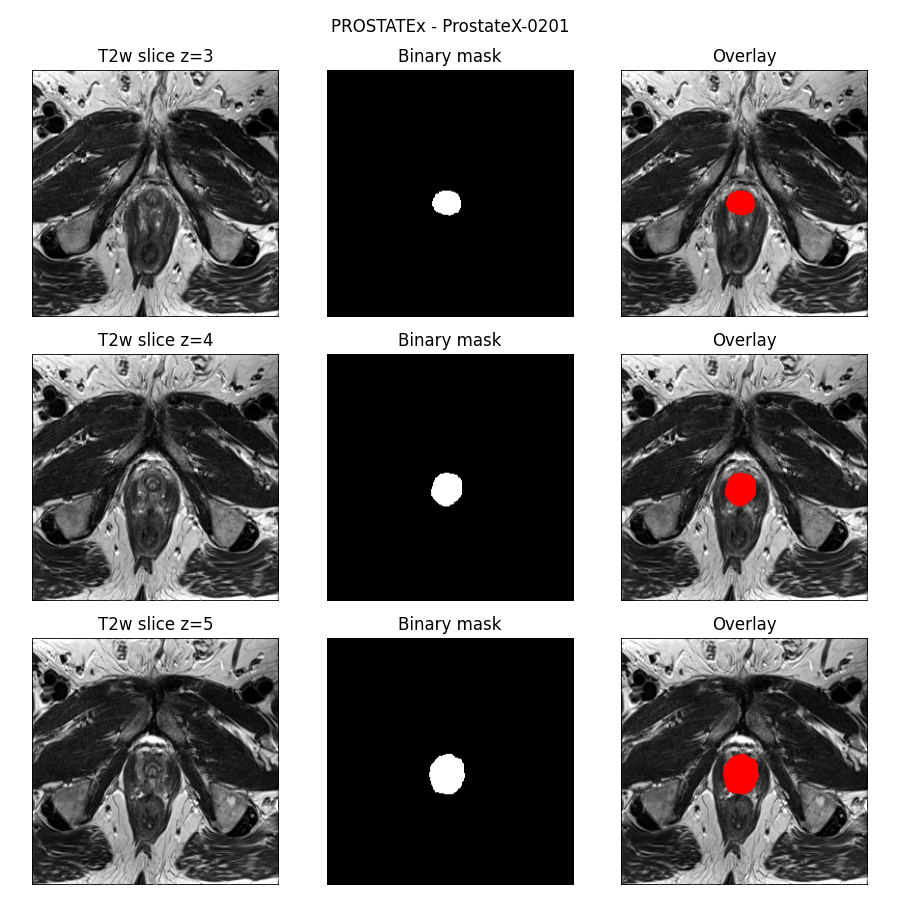 PROSTATEx - ProstateX-0201
T2w slice z=3
Binary mask
Overlay
T2w slice z=4
Binary mask
Overlay
T2w slice z=5
Binary mask
Overlay